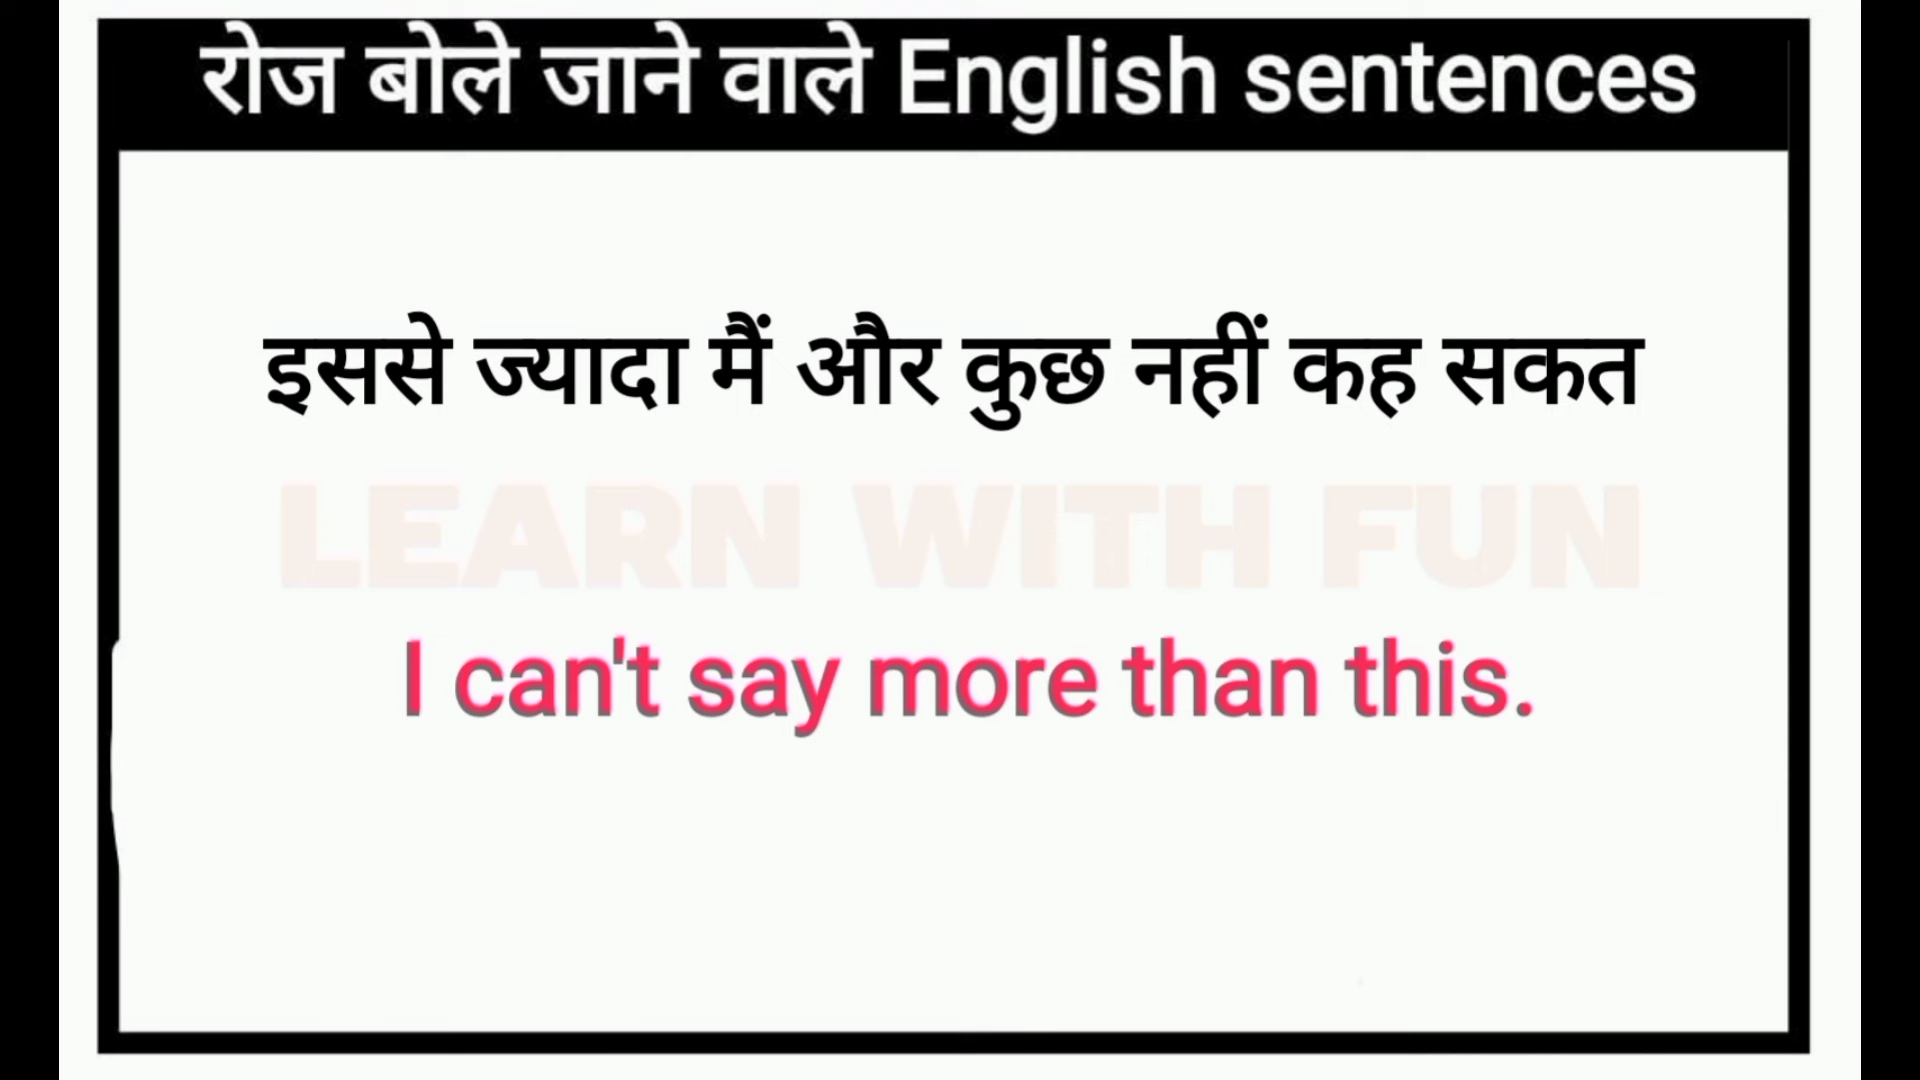 रोज बोले जाने वाले English sentences
इससे ज्यादा मैं और कुछ नहीं कह सकत
LEARN WITH FUN
I can't say more than this.